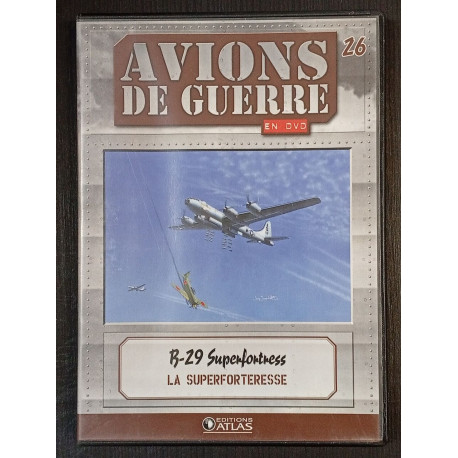 26
AVIONS
DE GUERRE
EN DVD
B-29 Superfortress
LA SUPERFORTERESSE
EDITIONS
ATLAS